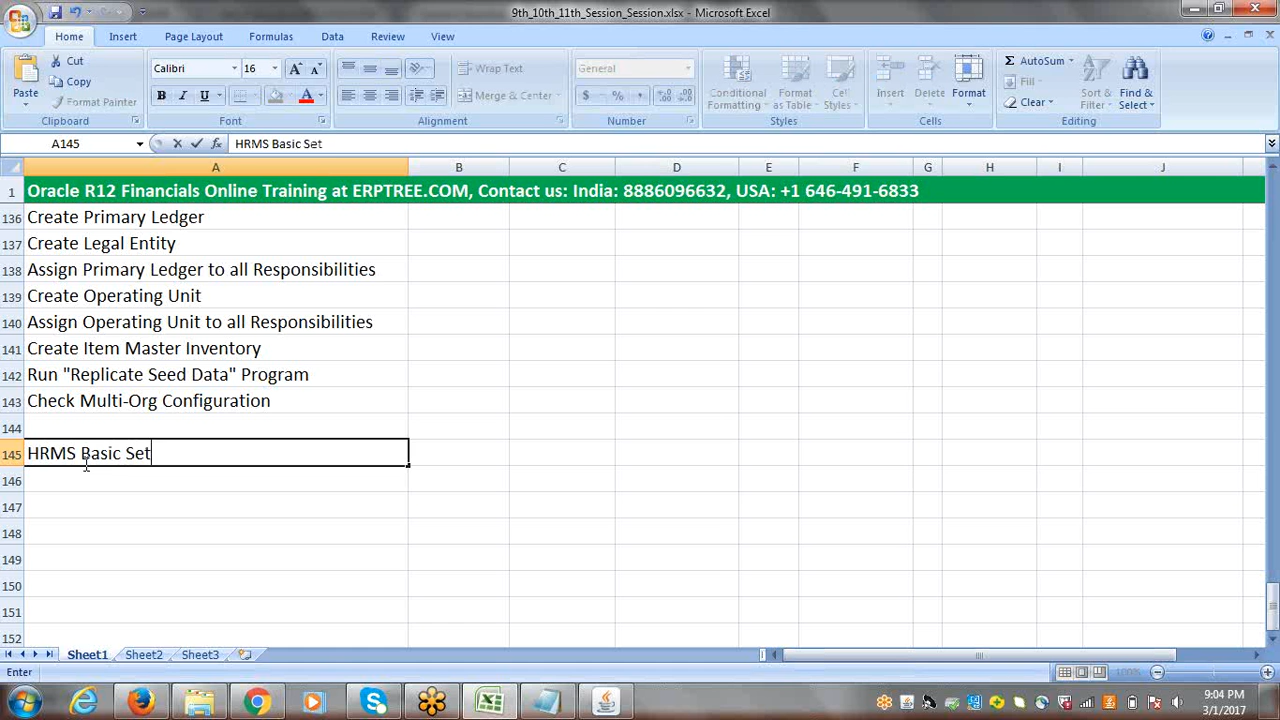 9th_10th_11th_Session_Session.xlsx - Microsoft Excel
Home Insert Page Layout Formulas Data Review View
Paste Cut Copy Format Painter Clipboard
Calibri 16 Font
Wrap Text Merge & Center Alignment
General Number
Conditional Formatting Format as Table Cell Styles Styles
Insert Delete Format Cells
AutoSum Fill Clear Sort & Filter Find & Select Editing
A145 HRMS Basic Set
A B C D E F G H I J
1 Oracle R12 Financials Online Training at ERPTREE.COM, Contact us: India: 8886096632, USA: +1 646-491-6833
136 Create Primary Ledger
137 Create Legal Entity
138 Assign Primary Ledger to all Responsibilities
139 Create Operating Unit
140 Assign Operating Unit to all Responsibilities
141 Create Item Master Inventory
142 Run "Replicate Seed Data" Program
143 Check Multi-Org Configuration
144
145 HRMS Basic Set
146
147
148
149
150
151
152
Sheet1 Sheet2 Sheet3
Enter 100%
9:04 PM
3/1/2017